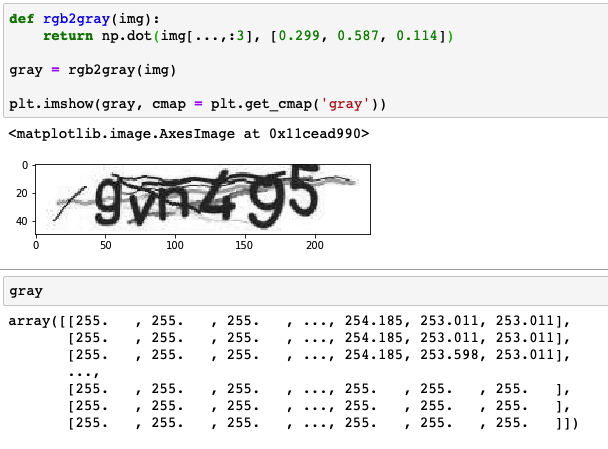 def rgb2gray(img):
    return np.dot(img[...,:3], [0.299, 0.587, 0.114])
gray = rgb2gray(img)
plt.imshow(gray, cmap = plt.get_cmap('gray'))
<matplotlib.image.AxesImage at 0x11cead990>
0
20
40
0 50 100 150 200
gray
array([[255.   , 255.   , 255.   , ..., 254.185, 253.011, 253.011],
       [255.   , 255.   , 255.   , ..., 254.185, 253.011, 253.011],
       [255.   , 255.   , 255.   , ..., 254.185, 253.598, 253.011],
       ...,
       [255.   , 255.   , 255.   , ..., 255.   , 255.   , 255.   ],
       [255.   , 255.   , 255.   , ..., 255.   , 255.   , 255.   ],
       [255.   , 255.   , 255.   , ..., 255.   , 255.   , 255.   ]])